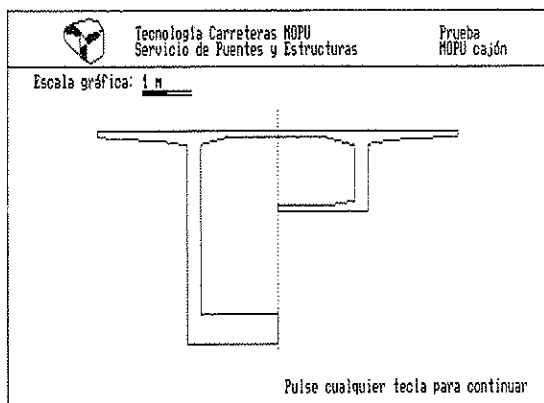 Tecnología Carreteras MOPU
Servicio de Puentes y Estructuras
Prueba
MOPU cajón
Escala gráfica: 1 m
Pulse cualquier tecla para continuar